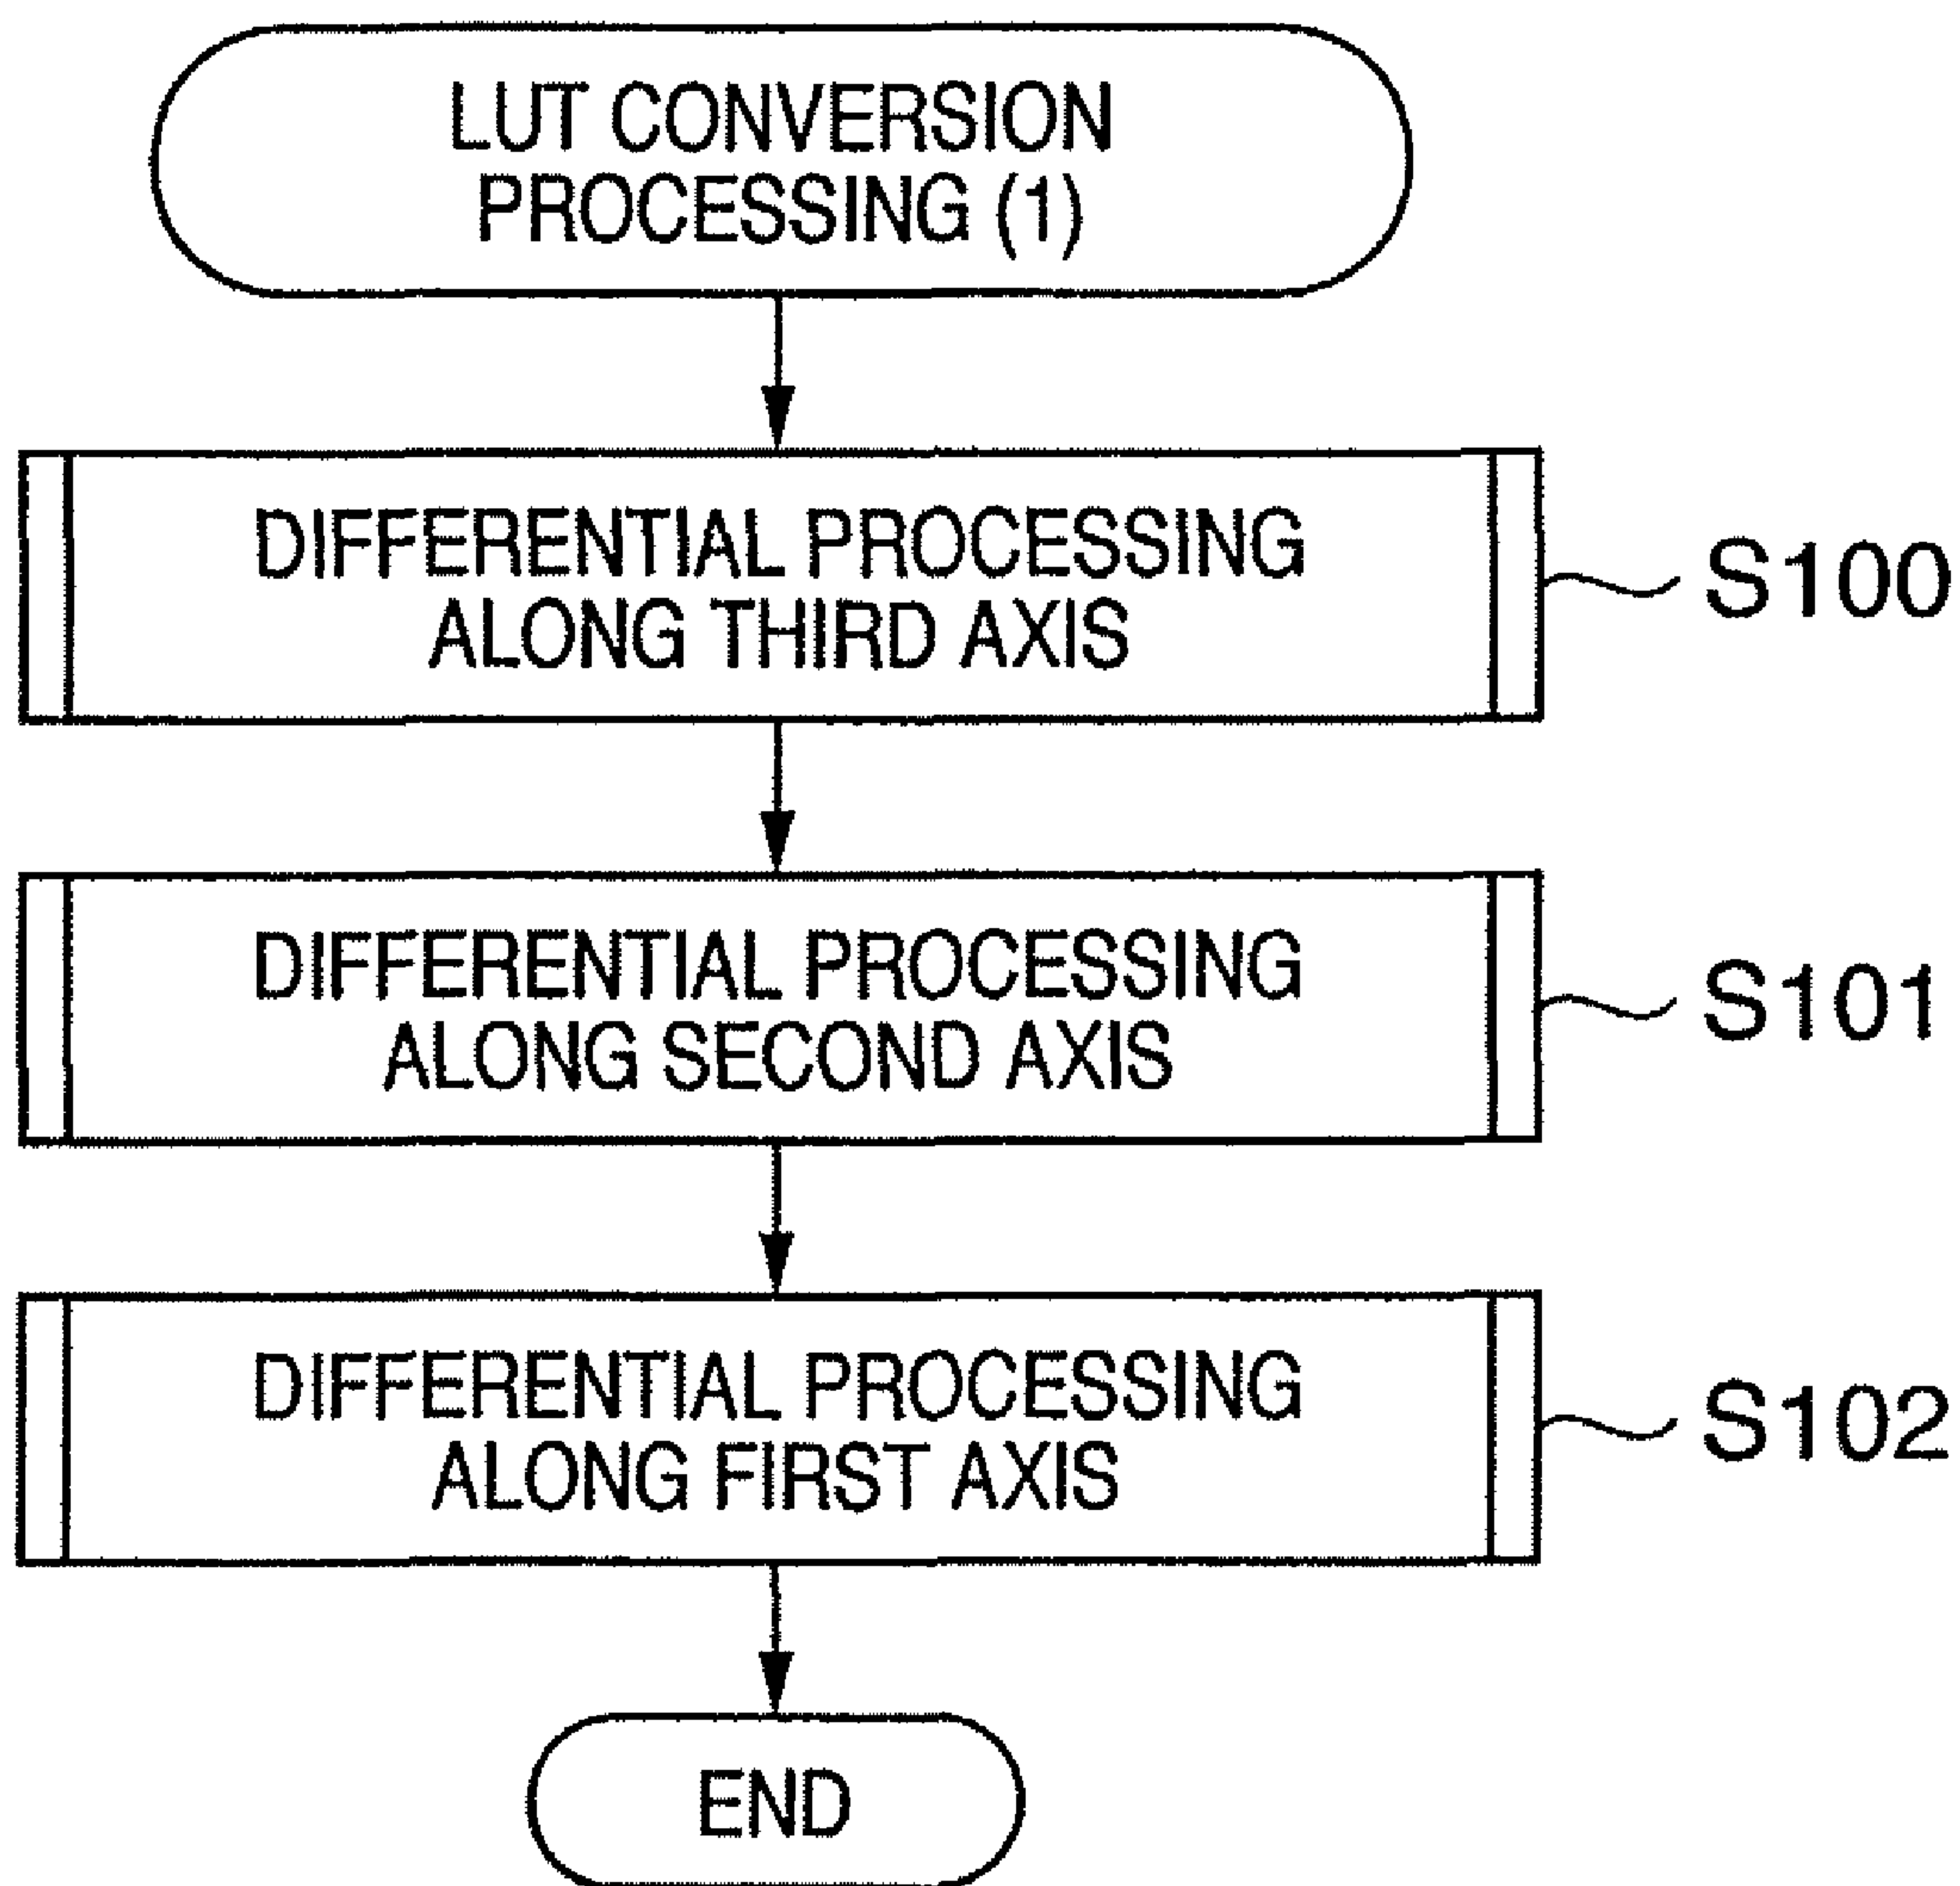 LUT CONVERSION
PROCESSING (1)
DIFFERENTIAL PROCESSING
ALONG THIRD AXIS
S100
DIFFERENTIAL PROCESSING
ALONG SECOND AXIS
S101
DIFFERENTIAL PROCESSING
ALONG FIRST AXIS
S102
END